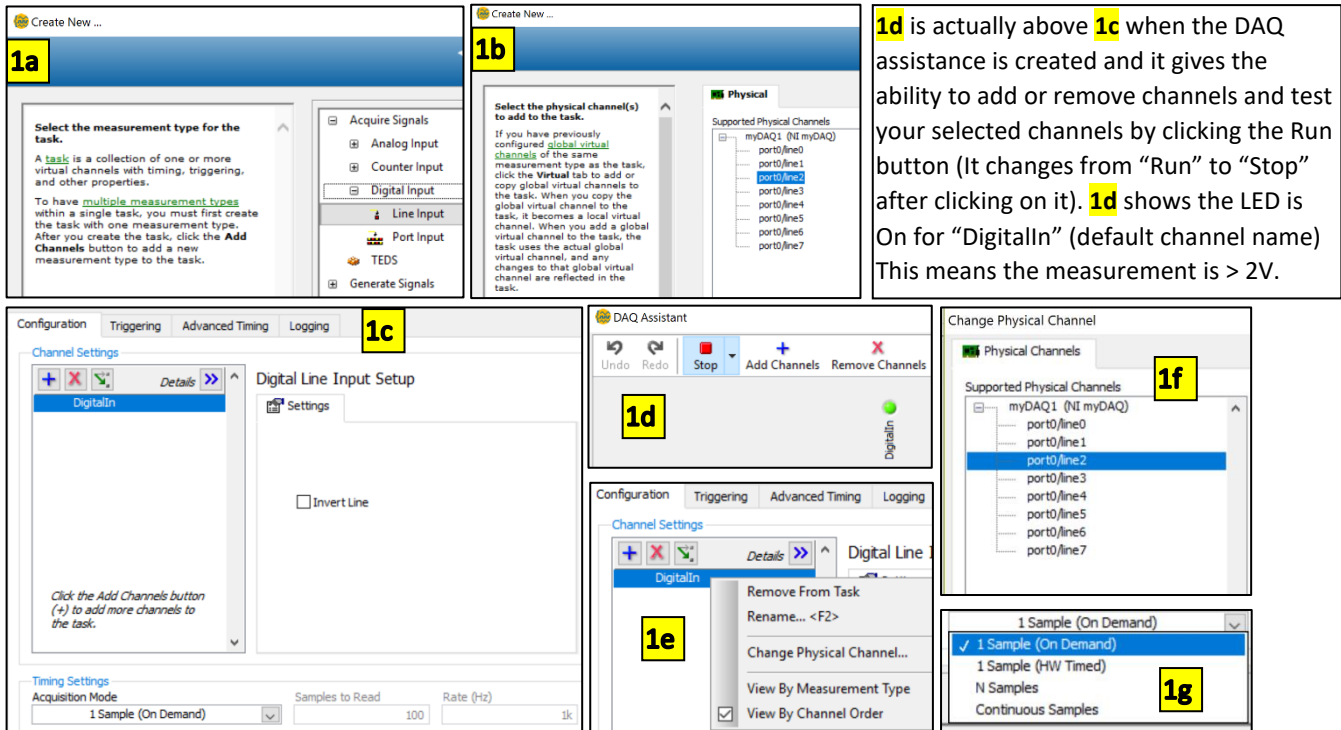 Create New ...
1a
Select the measurement type for the
task.
A task is a collection of one or more
virtual channels with timing, triggering,
and other properties.
To have multiple measurement types
within a single task, you must first create
the task with one measurement type.
After you create the task, click the Add
Channels button to add a new
measurement type to the task.
Acquire Signals
Analog Input
Counter Input
Digital Input
Line Input
Port Input
TEDS
Generate Signals
Create New ...
1b
Select the physical channel(s)
to add to the task.
If you have previously
configured global virtual
channels of the same
measurement type as the task,
click the Virtual tab to add or
copy global virtual channels to
the task. When you copy the
global virtual channel to the
task, it becomes a local virtual
channel. When you add a global
virtual channel to the task, the
task uses the actual global
virtual channel, and any
changes to that global virtual
channel are reflected in the
task.
Physical
Supported Physical Channels
myDAQ1 (NI myDAQ)
port0/line0
port0/line1
port0/line2
port0/line3
port0/line4
port0/line5
port0/line6
port0/line7
1d is actually above 1c when the DAQ
assistance is created and it gives the
ability to add or remove channels and test
your selected channels by clicking the Run
button (It changes from “Run” to “Stop”
after clicking on it). 1d shows the LED is
On for “DigitalIn” (default channel name)
This means the measurement is > 2V.
Configuration Triggering Advanced Timing Logging
1c
Channel Settings
Details
DigitalIn
Click the Add Channels button
(+) to add more channels to
the task.
Digital Line Input Setup
Settings
Invert Line
Timing Settings
Acquisition Mode Samples to Read Rate (Hz)
1 Sample (On Demand) 100 1k
DAQ Assistant
Undo Redo Stop Add Channels Remove Channels
1d
DigitalIn
Configuration Triggering Advanced Timing Logging
Channel Settings
Details
Digital Line I
DigitalIn
1e
Remove From Task
Rename... <F2>
Change Physical Channel...
View By Measurement Type
View By Channel Order
Change Physical Channel
Physical Channels
1f
Supported Physical Channels
myDAQ1 (NI myDAQ)
port0/line0
port0/line1
port0/line2
port0/line3
port0/line4
port0/line5
port0/line6
port0/line7
1 Sample (On Demand)
1 Sample (On Demand)
1 Sample (HW Timed)
N Samples
Continuous Samples
1g